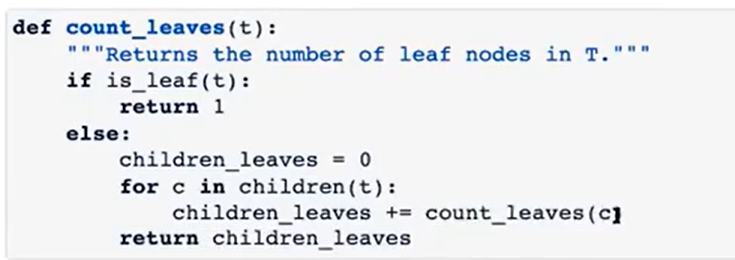 def count_leaves(t):
    """Returns the number of leaf nodes in T."""
    if is_leaf(t):
        return 1
    else:
        children_leaves = 0
        for c in children(t):
            children_leaves += count_leaves(c)
        return children_leaves